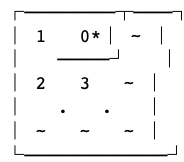 1 0* ~
2 3 ~
. .
~ ~ ~